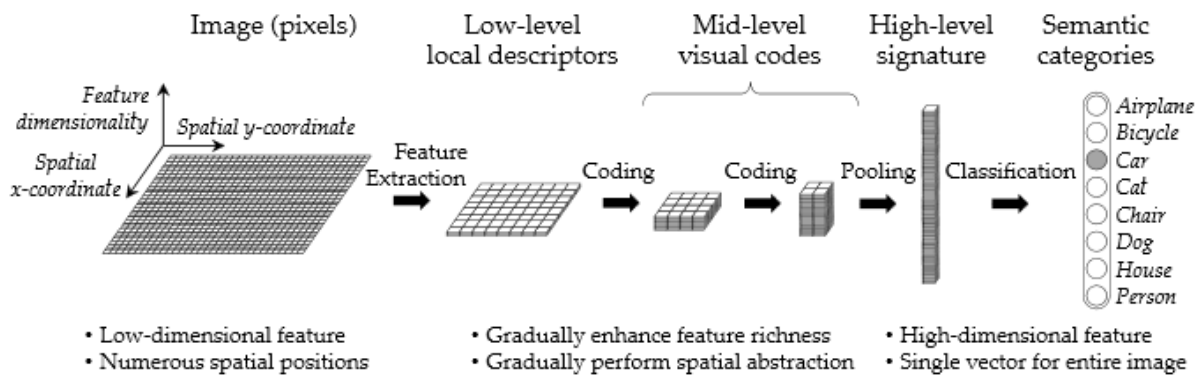 Image (pixels)
Low-level
local descriptors
Mid-level
visual codes
High-level
signature
Semantic
categories
Feature
dimensionality
Spatial y-coordinate
Spatial
x-coordinate
Feature
Extraction
Coding
Coding
Pooling
Classification
Airplane
Bicycle
Car
Cat
Chair
Dog
House
Person
• Low-dimensional feature
• Numerous spatial positions
• Gradually enhance feature richness
• Gradually perform spatial abstraction
• High-dimensional feature
• Single vector for entire image